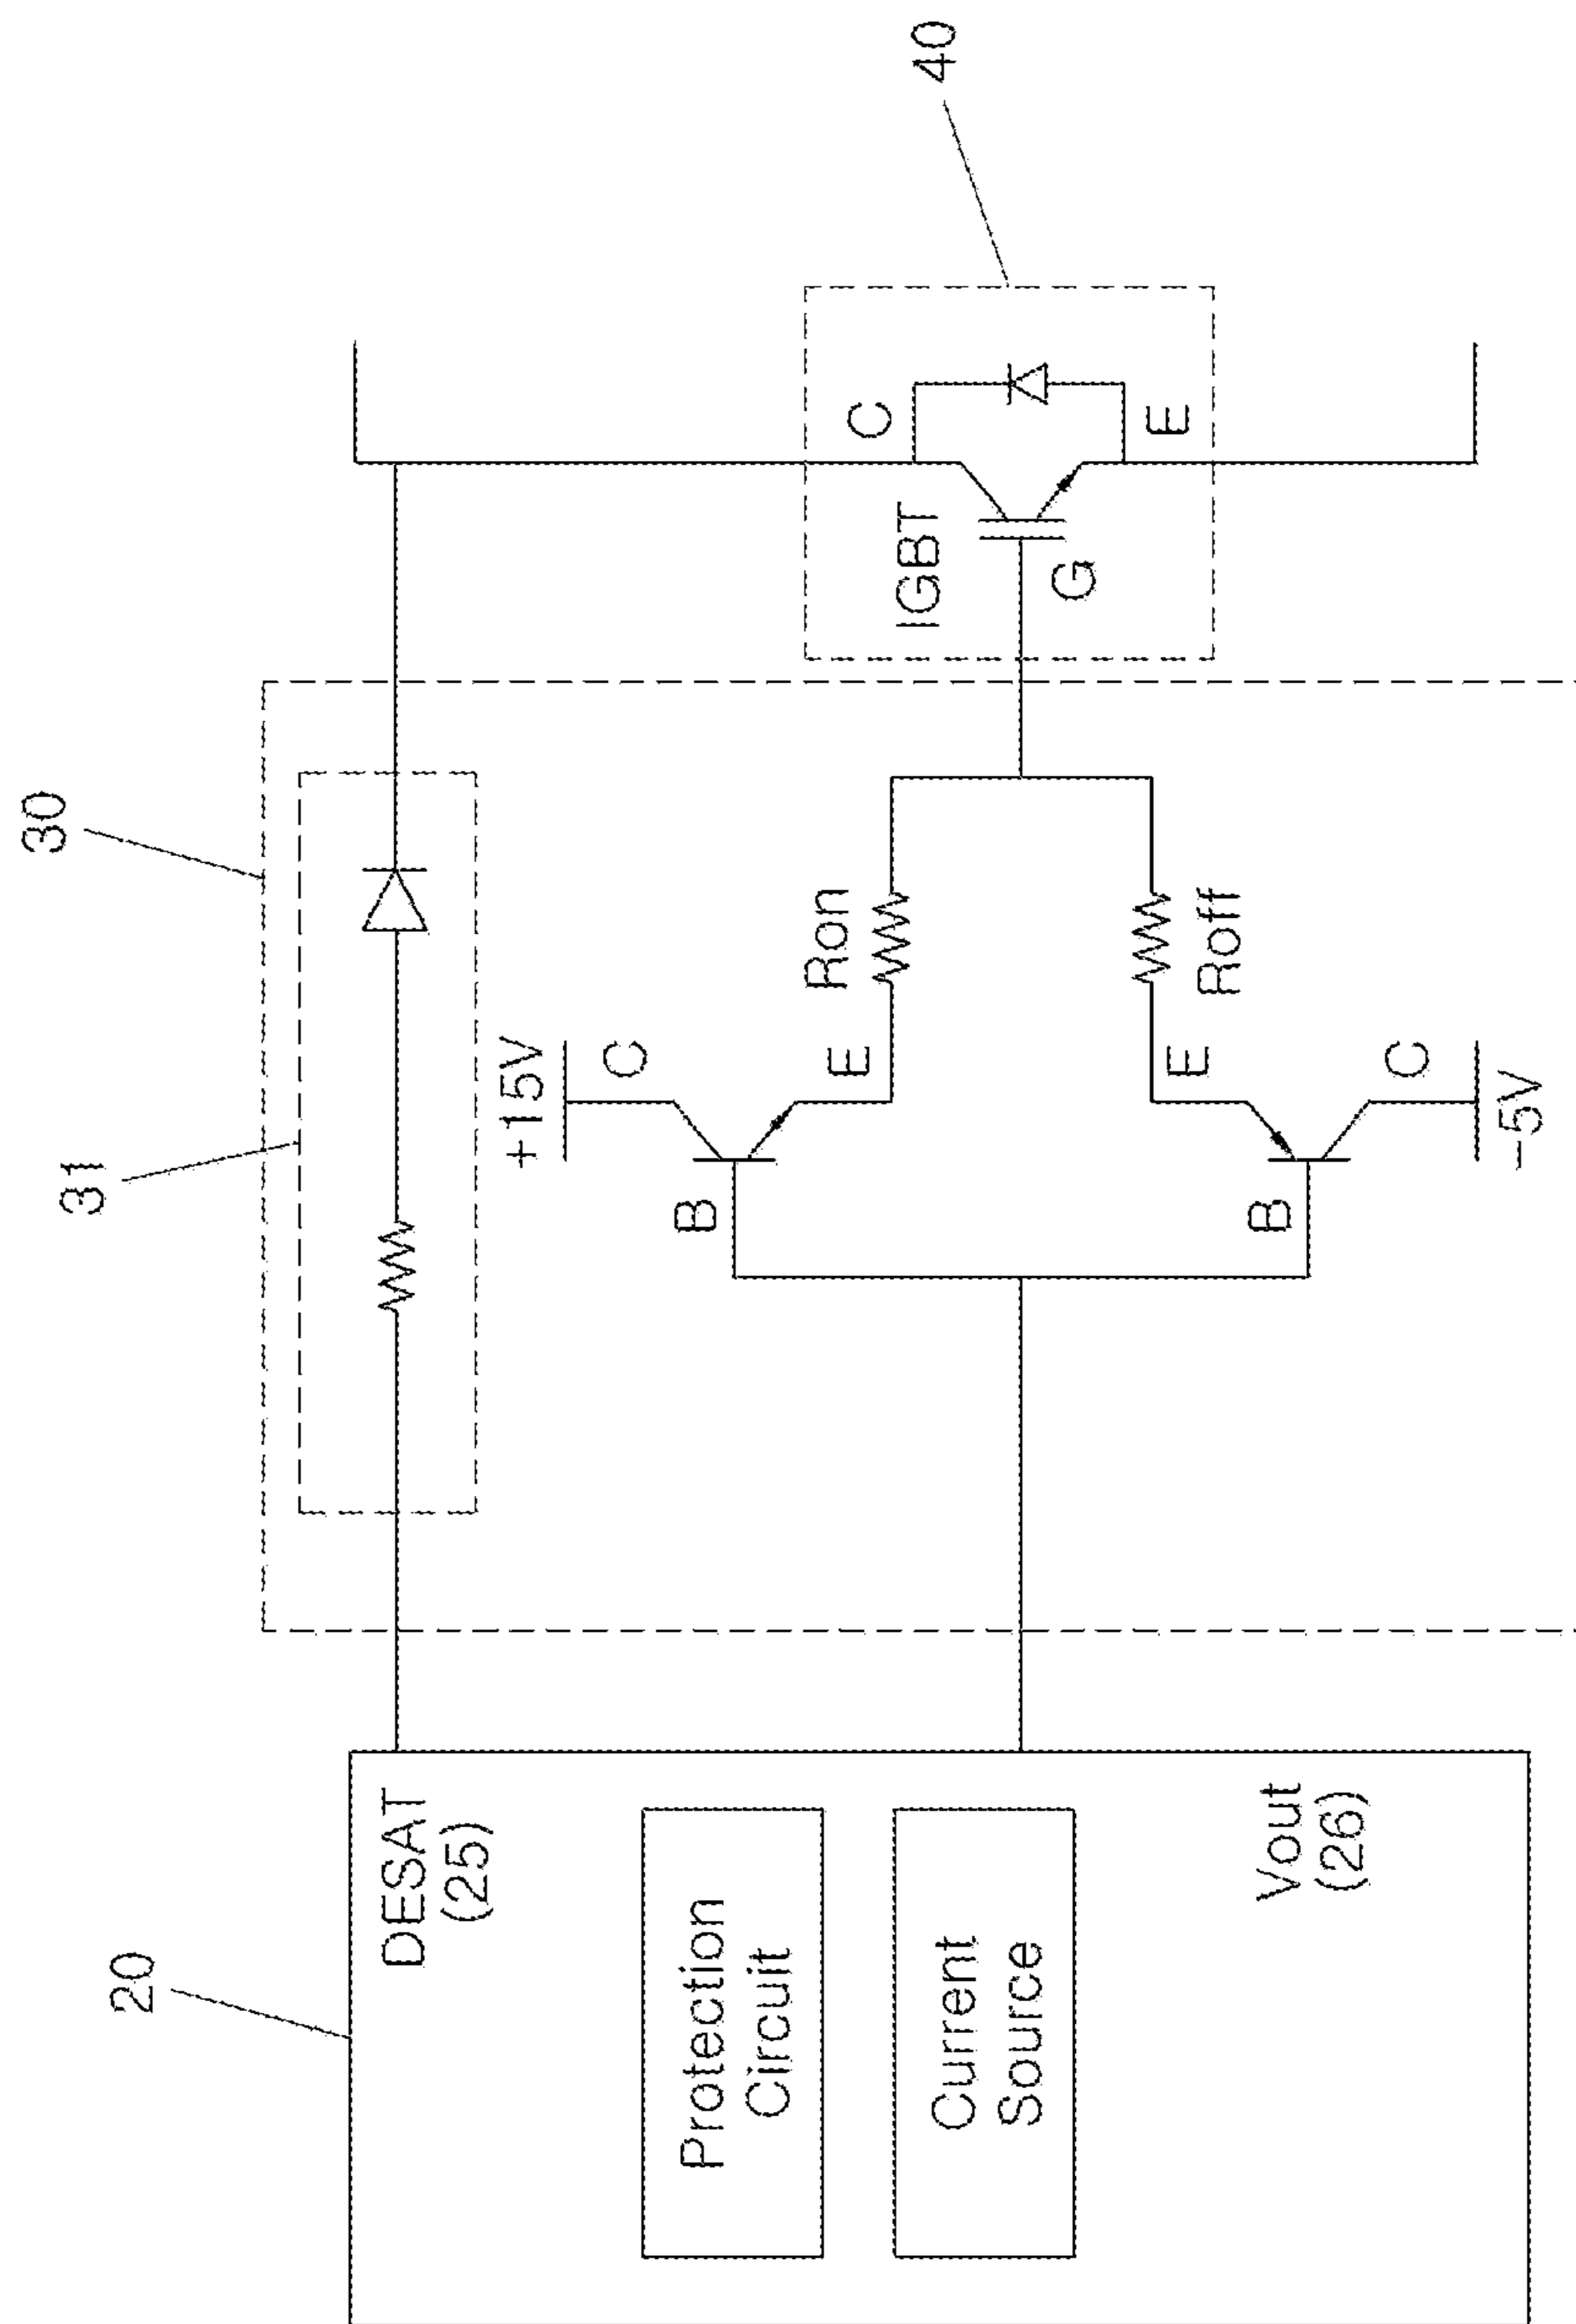 20
30
31
40
DESAT
(25)
Protection
Circuit
Current
Source
Vout
(26)
+15V
C
B
E
Ron
Roff
E
B
C
-5V
IGBT
C
G
E